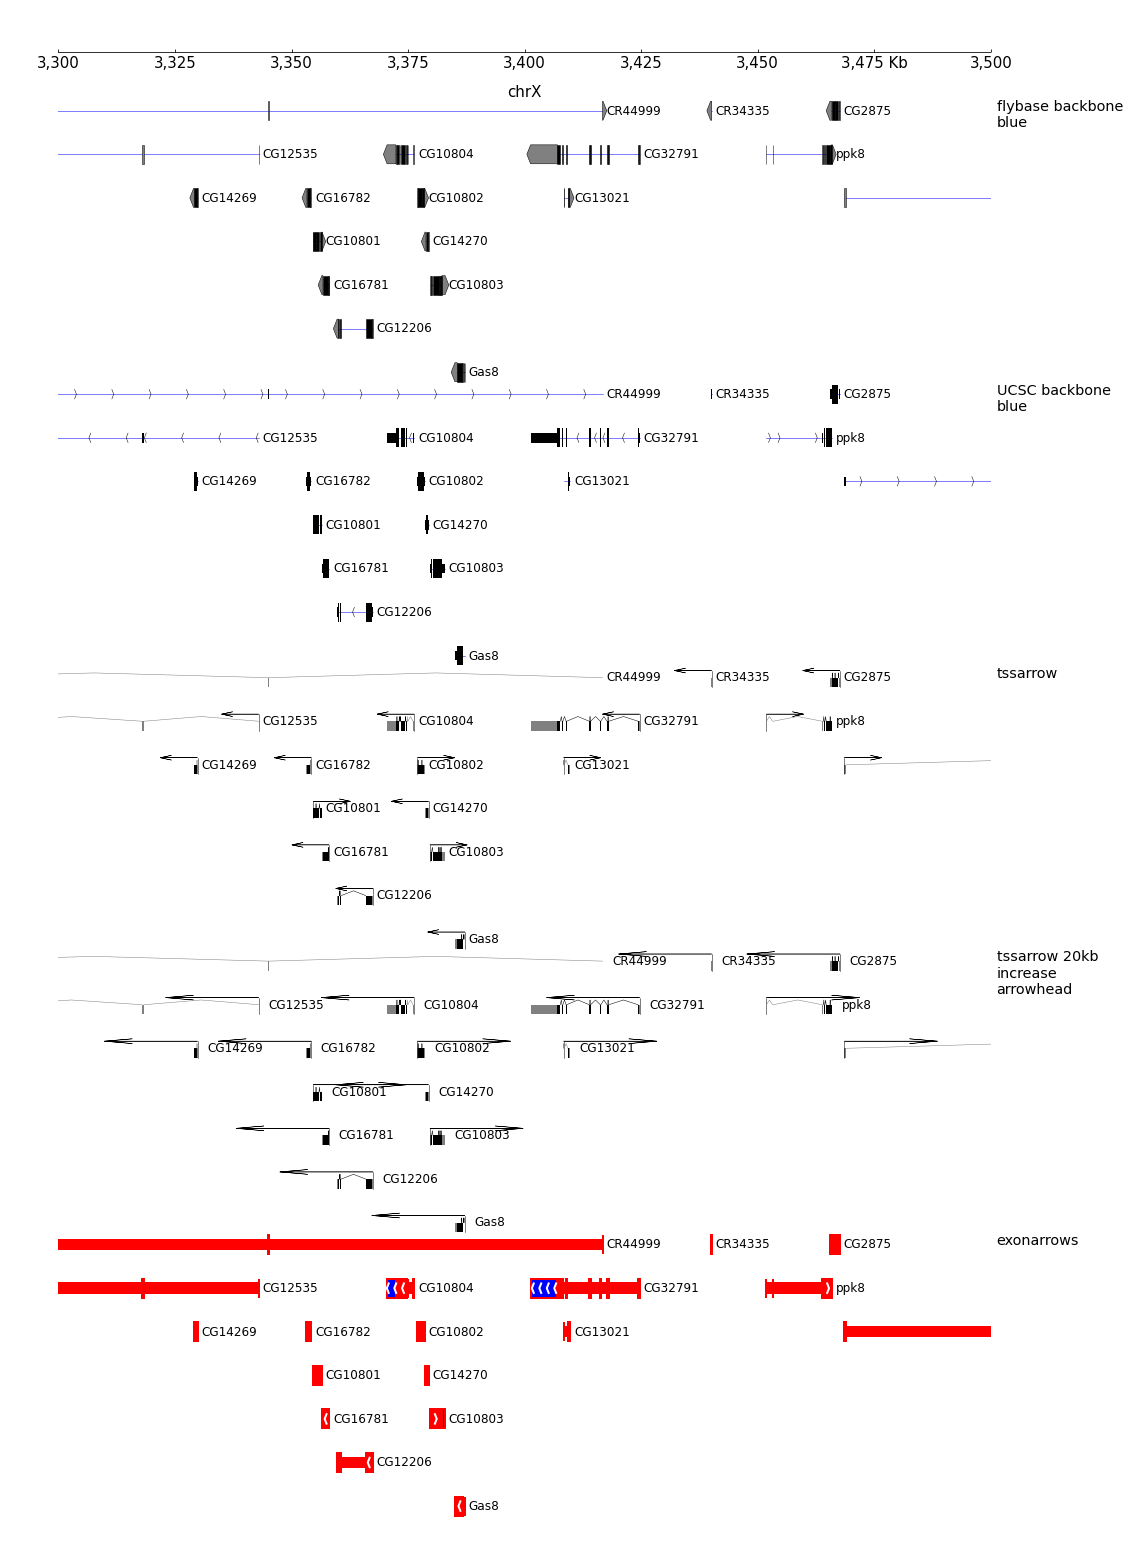 3,300 3,325 3,350 3,375 3,400 3,425 3,450 3,475 Kb 3,500
chrX
CR44999 CR34335 CG2875 flybase backbone
blue
CG12535 CG10804 CG32791 ppk8
CG14269 CG16782 CG10802 CG13021
CG10801 CG14270
CG16781 CG10803
CG12206
Gas8
CR44999 CR34335 CG2875 UCSC backbone
blue
CG12535 CG10804 CG32791 ppk8
CG14269 CG16782 CG10802 CG13021
CG10801 CG14270
CG16781 CG10803
CG12206
Gas8
CR44999 CR34335 CG2875 tssarrow
CG12535 CG10804 CG32791 ppk8
CG14269 CG16782 CG10802 CG13021
CG10801 CG14270
CG16781 CG10803
CG12206
Gas8
CR44999 CR34335 CG2875 tssarrow 20kb
increase
arrowhead
CG12535 CG10804 CG32791 ppk8
CG14269 CG16782 CG10802 CG13021
CG10801 CG14270
CG16781 CG10803
CG12206
Gas8
CR44999 CR34335 CG2875 exonarrows
CG12535 CG10804 CG32791 ppk8
CG14269 CG16782 CG10802 CG13021
CG10801 CG14270
CG16781 CG10803
CG12206
Gas8